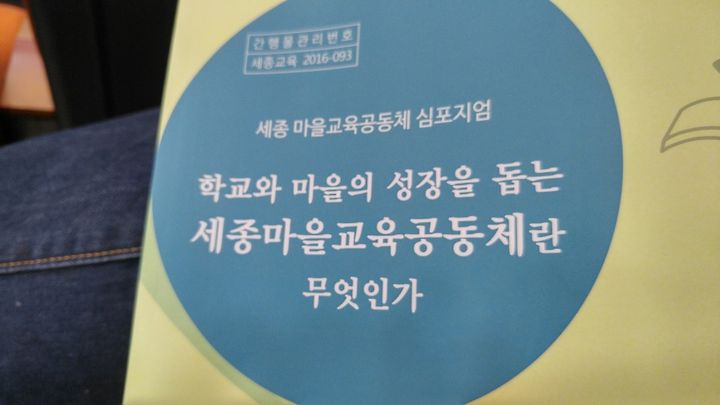 간행물관리번호
세종교육 2016-093
세종 마을교육공동체 심포지엄
학교와 마을의 성장을 돕는
세종마을교육공동체란
무엇인가